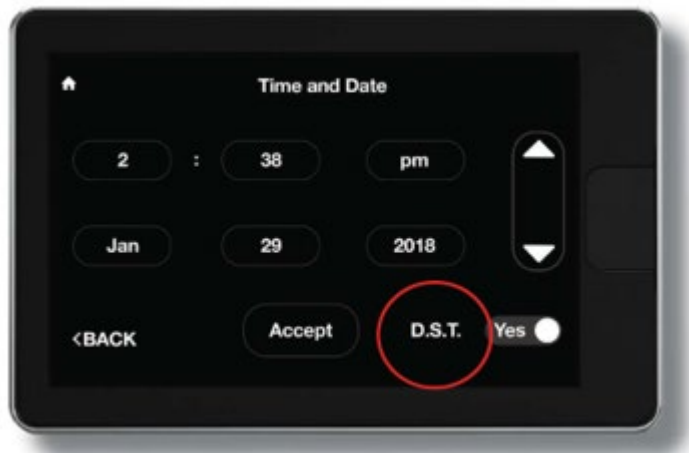 Time and Date
2 : 38 pm
Jan 29 2018
<BACK Accept D.S.T. Yes